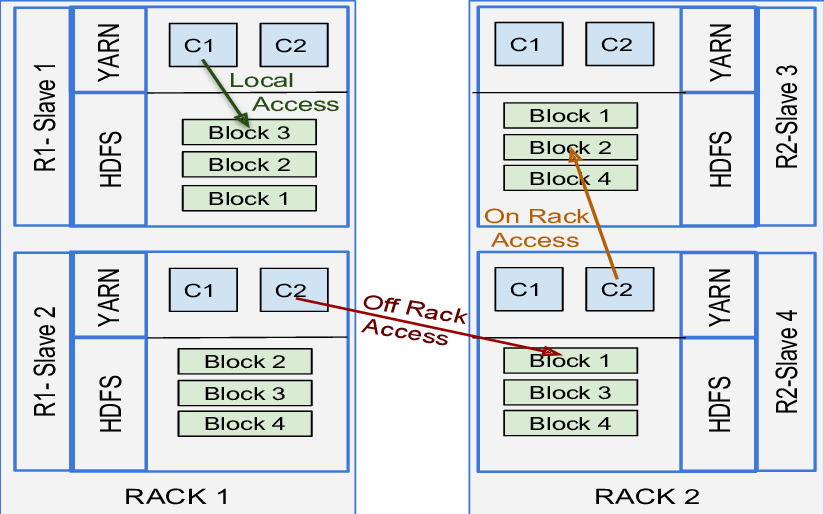 R1- Slave 1
YARN
HDFS
C1
C2
Local
Access
Block 3
Block 2
Block 1
R1- Slave 2
YARN
HDFS
C1
C2
Off Rack
Access
Block 2
Block 3
Block 4
RACK 1
C1
C2
YARN
HDFS
R2-Slave 3
Block 1
Block 2
Block 4
On Rack
Access
C1
C2
YARN
HDFS
R2-Slave 4
Block 1
Block 3
Block 4
RACK 2